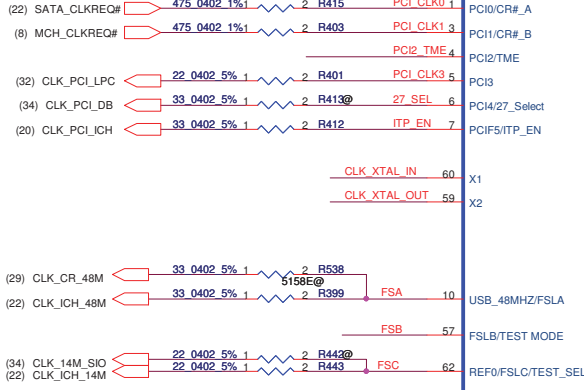 (22) SATA_CLKREQ# 475_0402_1% 1 2 R415 PCI_CLK0 1 PCI0/CR#_A
(8) MCH_CLKREQ# 475_0402_1% 1 2 R403 PCI_CLK1 3 PCI1/CR#_B
PCI2_TME 4 PCI2/TME
(32) CLK_PCI_LPC 22_0402_5% 1 2 R401 PCI_CLK3 5 PCI3
(34) CLK_PCI_DB 33_0402_5% 1 2 R413@ 27_SEL 6 PCI4/27_Select
(20) CLK_PCI_ICH 33_0402_5% 1 2 R412 ITP_EN 7 PCIF5/ITP_EN
CLK_XTAL_IN 60 X1
CLK_XTAL_OUT 59 X2
(29) CLK_CR_48M 33_0402_5% 1 2 R538
5158E@
(22) CLK_ICH_48M 33_0402_5% 1 2 R399 FSA 10 USB_48MHZ/FSLA
FSB 57 FSLB/TEST MODE
(34) CLK_14M_SIO 22_0402_5% 1 2 R442@
(22) CLK_ICH_14M 22_0402_5% 1 2 R443 FSC 62 REF0/FSLC/TEST_SEL